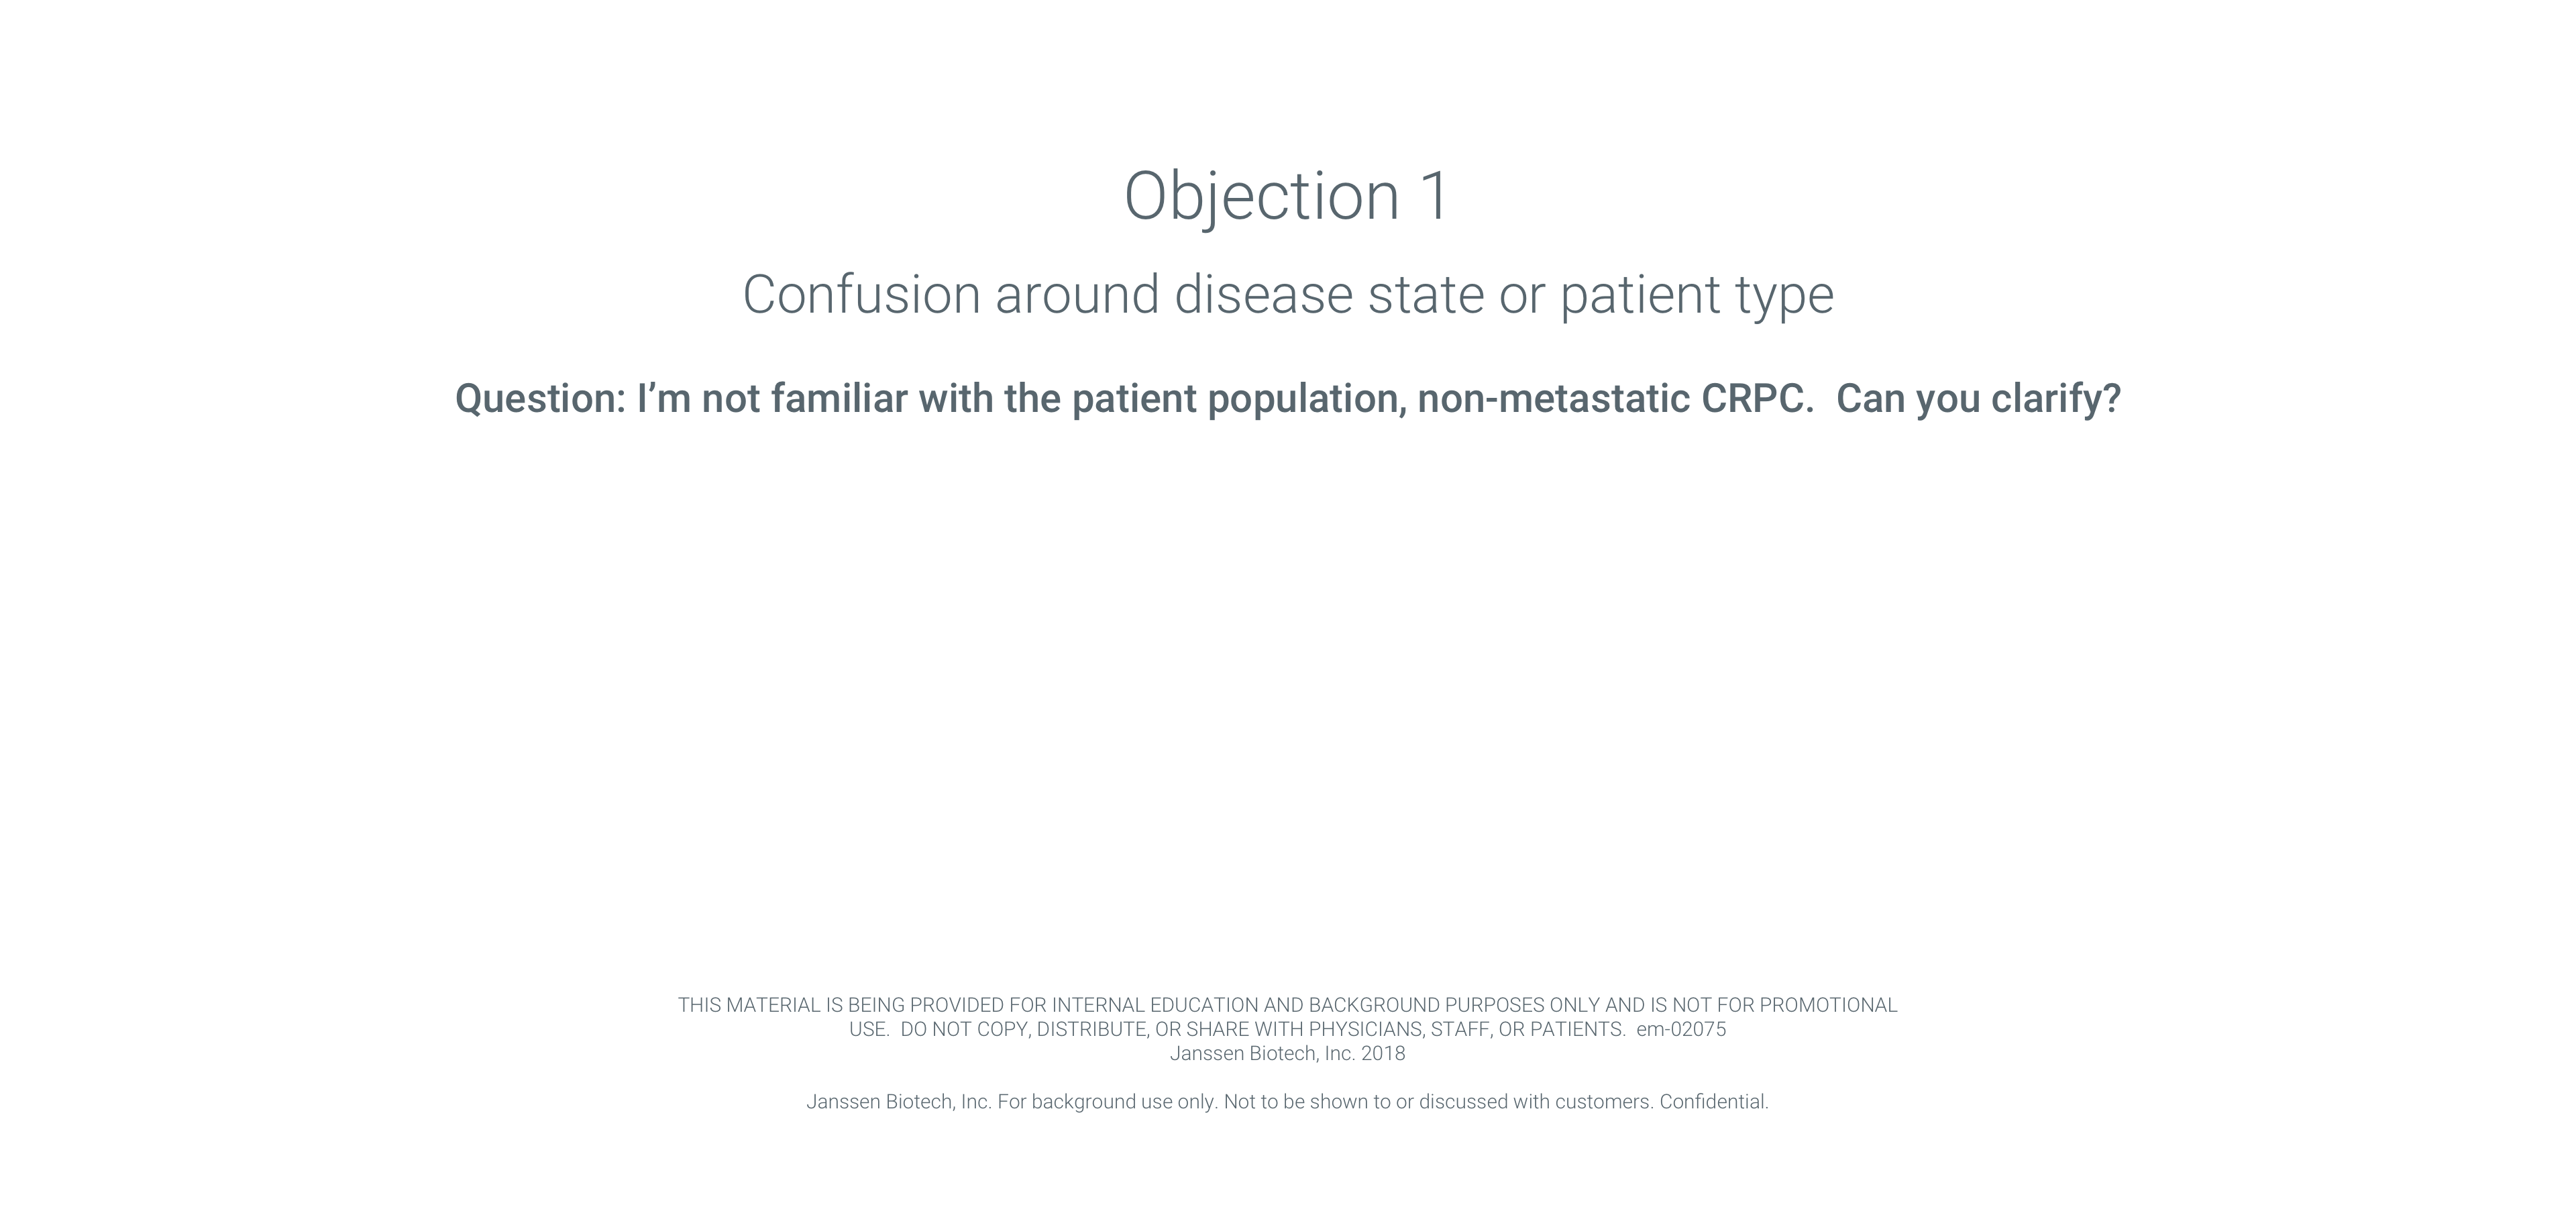 Objection 1
Confusion around disease state or patient type
Question: I’m not familiar with the patient population, non-metastatic CRPC.  Can you clarify?
THIS MATERIAL IS BEING PROVIDED FOR INTERNAL EDUCATION AND BACKGROUND PURPOSES ONLY AND IS NOT FOR PROMOTIONAL
USE.  DO NOT COPY, DISTRIBUTE, OR SHARE WITH PHYSICIANS, STAFF, OR PATIENTS.  em-02075
Janssen Biotech, Inc. 2018
Janssen Biotech, Inc. For background use only. Not to be shown to or discussed with customers. Confidential.